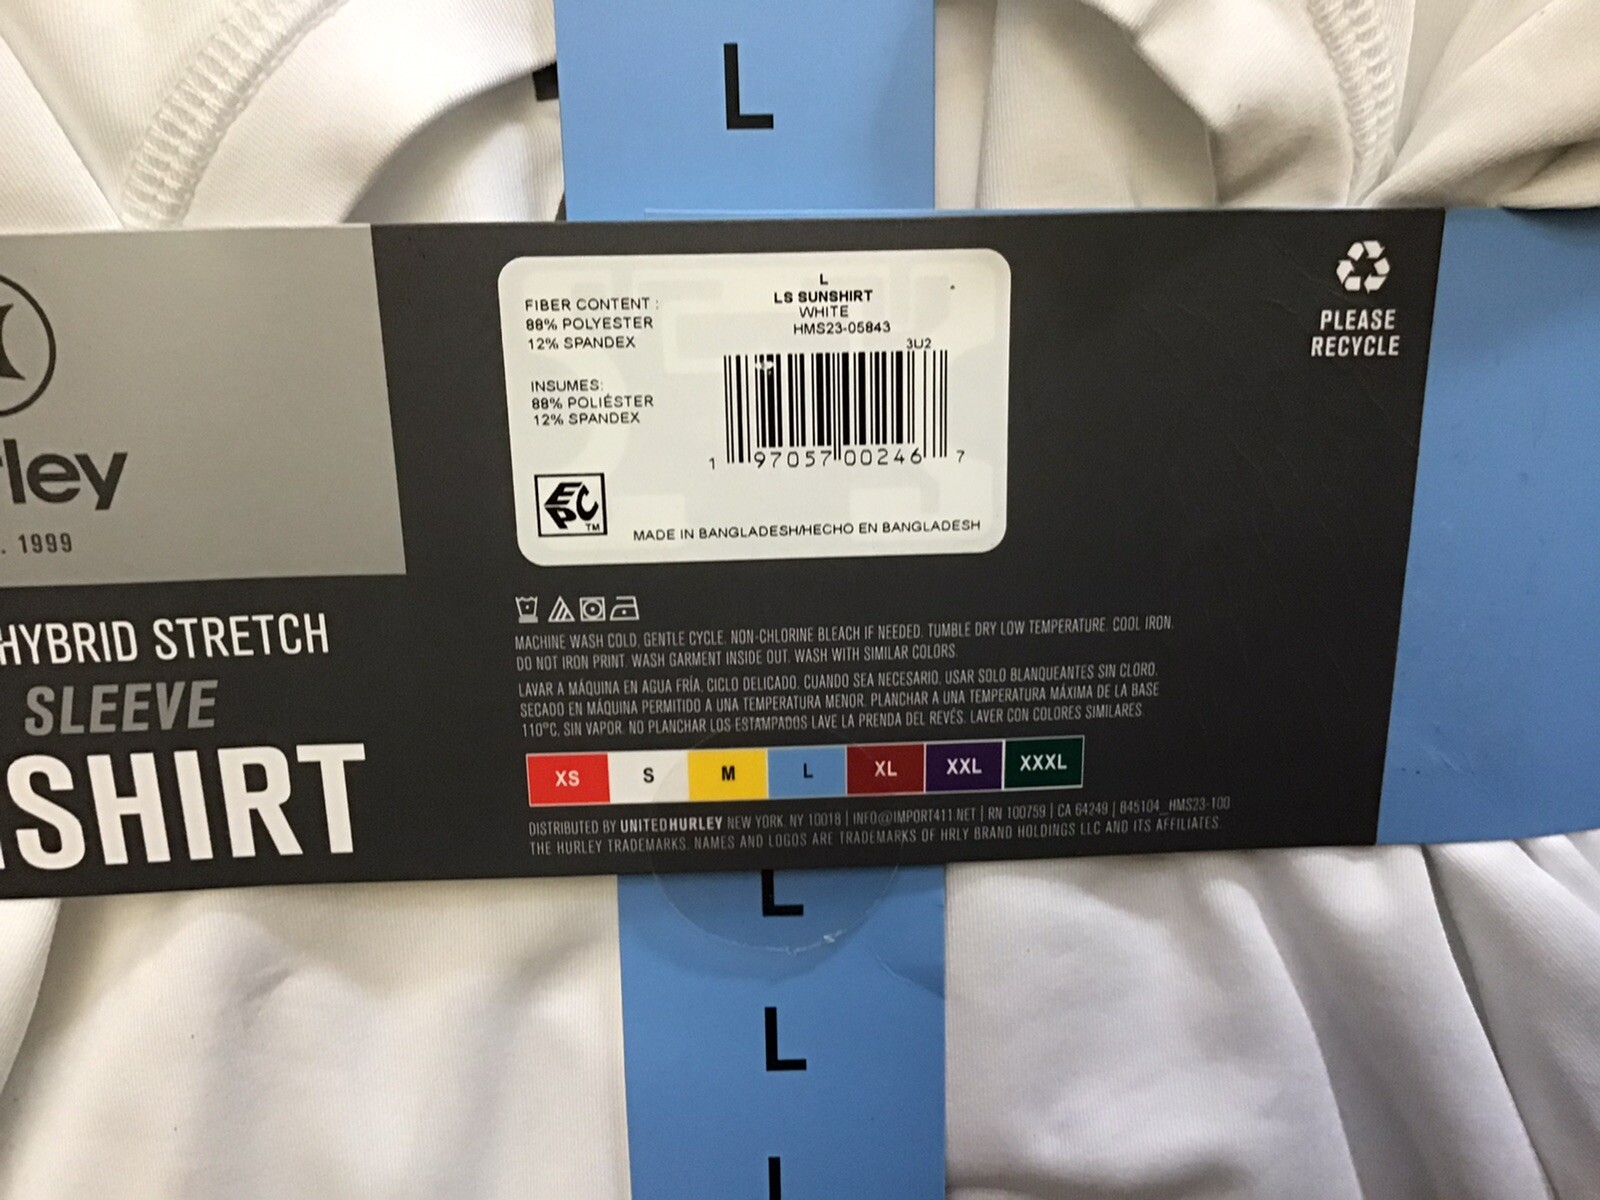 L
FIBER CONTENT :
88% POLYESTER
12% SPANDEX
INSUMES:
88% POLIÉSTER
12% SPANDEX
L
LS SUNSHIRT
WHITE
HMS23-05843
3U2
1 97057 00246 7
EPC TM
MADE IN BANGLADESH/HECHO EN BANGLADESH
PLEASE
RECYCLE
rley
. 1999
HYBRID STRETCH
SLEEVE
SHIRT
MACHINE WASH COLD. GENTLE CYCLE. NON-CHLORINE BLEACH IF NEEDED. TUMBLE DRY LOW TEMPERATURE. COOL IRON.
DO NOT IRON PRINT. WASH GARMENT INSIDE OUT. WASH WITH SIMILAR COLORS.
LAVAR A MÁQUINA EN AGUA FRÍA. CICLO DELICADO. CUANDO SEA NECESARIO, USAR SOLO BLANQUEANTES SIN CLORO.
SECADO EN MÁQUINA PERMITIDO A UNA TEMPERATURA MENOR. PLANCHAR A UNA TEMPERATURA MÁXIMA DE LA BASE
110°C. SIN VAPOR. NO PLANCHAR LOS ESTAMPADOS LAVE LA PRENDA DEL REVÉS. LAVER CON COLORES SIMILARES
XS S M L XL XXL XXXL
DISTRIBUTED BY UNITEDHURLEY NEW YORK, NY 10018 | INFO@IMPORT411.NET | RN 100759 | CA 64249 | 845104_HMS23-100
THE HURLEY TRADEMARKS, NAMES AND LOGOS ARE TRADEMARKS OF HRLY BRAND HOLDINGS LLC AND ITS AFFILIATES.
L
L
L